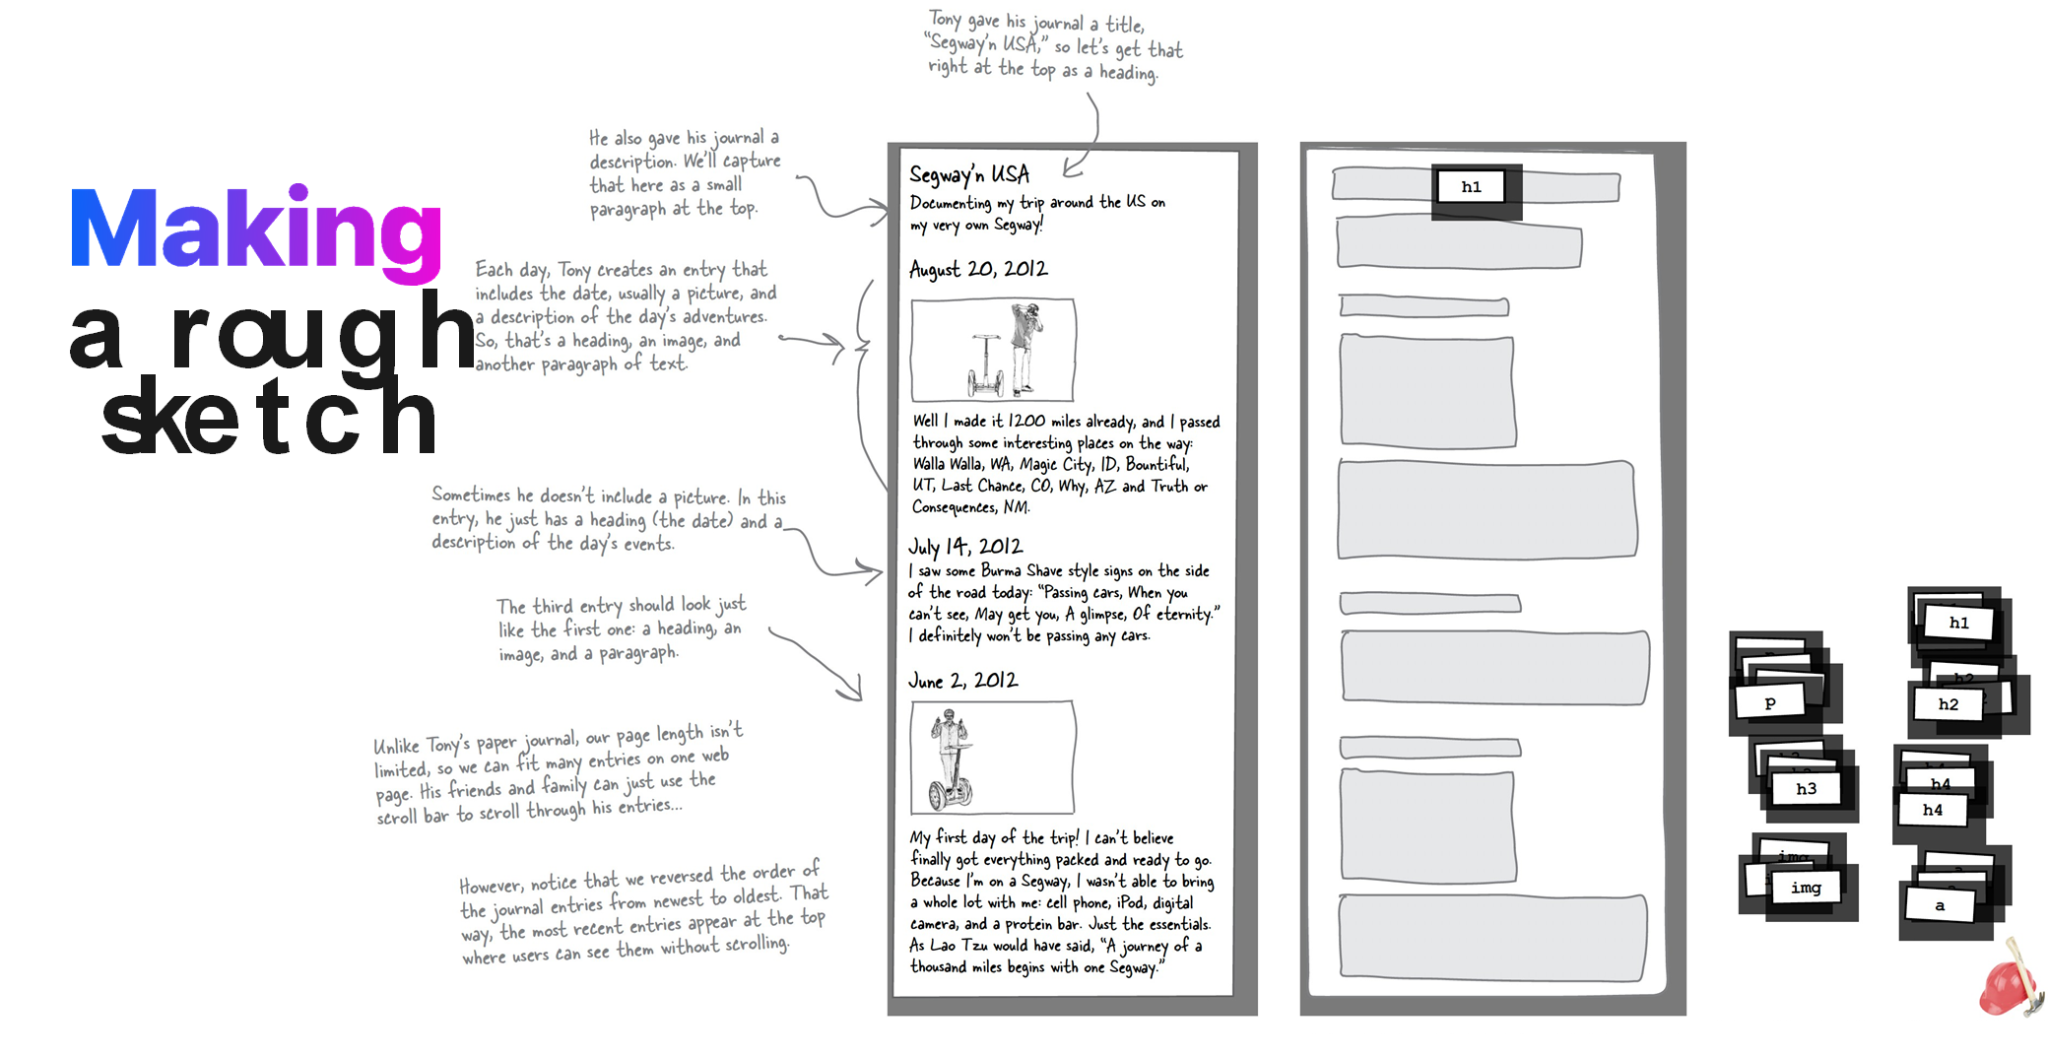 Making
a rough
sketch
Tony gave his journal a title,
“Segway’n USA,” so let’s get that
right at the top as a heading.
He also gave his journal a
description. We’ll capture
that here as a small
paragraph at the top.
Each day, Tony creates an entry that
includes the date, usually a picture, and
a description of the day’s adventures.
So, that’s a heading, an image, and
another paragraph of text.
Sometimes he doesn’t include a picture. In this
entry, he just has a heading (the date) and a
description of the day’s events.
The third entry should look just
like the first one: a heading, an
image, and a paragraph.
Unlike Tony’s paper journal, our page length isn’t
limited, so we can fit many entries on one web
page. His friends and family can just use the
scroll bar to scroll through his entries...
However, notice that we reversed the order of
the journal entries from newest to oldest. That
way, the most recent entries appear at the top
where users can see them without scrolling.
Segway’n USA
Documenting my trip around the US on
my very own Segway!
August 20, 2012
Well I made it 1200 miles already, and I passed
through some interesting places on the way:
Walla Walla, WA, Magic City, ID, Bountiful,
UT, Last Chance, CO, Why, AZ and Truth or
Consequences, NM.
July 14, 2012
I saw some Burma Shave style signs on the side
of the road today: “Passing cars, When you
can’t see, May get you, A glimpse, Of eternity.”
I definitely won’t be passing any cars.
June 2, 2012
My first day of the trip! I can’t believe
finally got everything packed and ready to go.
Because I’m on a Segway, I wasn’t able to bring
a whole lot with me: cell phone, iPod, digital
camera, and a protein bar. Just the essentials.
As Lao Tzu would have said, “A journey of a
thousand miles begins with one Segway.”
h1
p
h3
img
img
h1
h2
h2
h4
h4
a